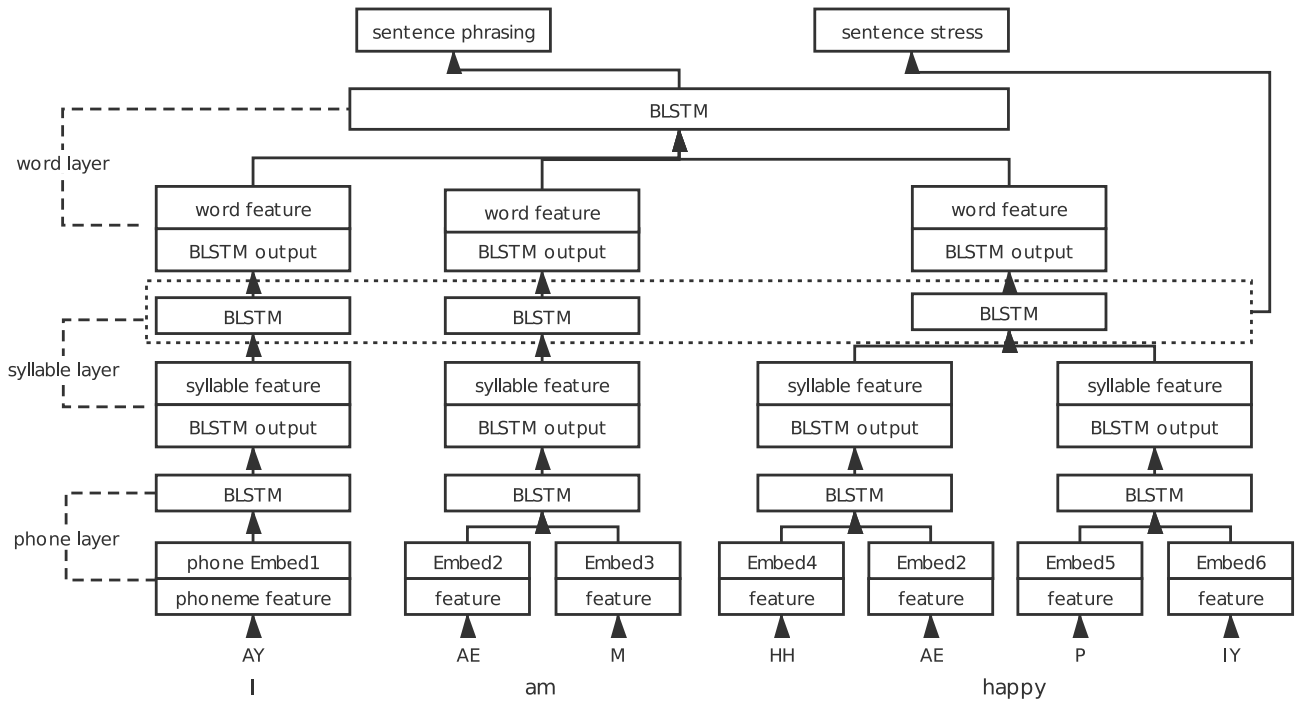 sentence phrasing
sentence stress
BLSTM
word layer
word feature
word feature
word feature
BLSTM output
BLSTM output
BLSTM output
BLSTM
BLSTM
BLSTM
syllable layer
syllable feature
syllable feature
syllable feature
syllable feature
BLSTM output
BLSTM output
BLSTM output
BLSTM output
BLSTM
BLSTM
BLSTM
BLSTM
phone layer
phone Embed1
Embed2
Embed3
Embed4
Embed2
Embed5
Embed6
phoneme feature
feature
feature
feature
feature
feature
feature
AY
AE
M
HH
AE
P
IY
I
am
happy